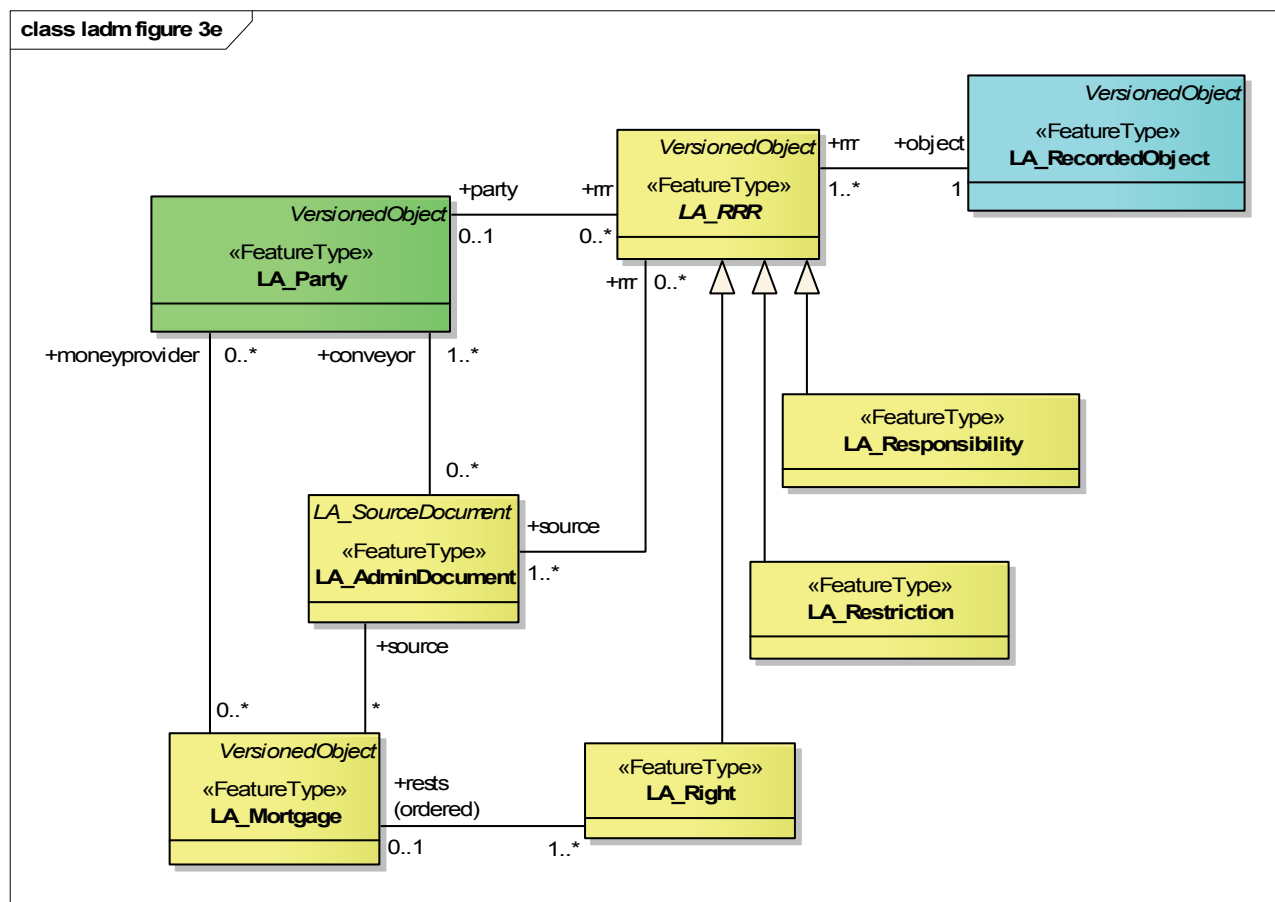 class ladm figure 3e
VersionedObject
«FeatureType»
LA_RecordedObject
VersionedObject
«FeatureType»
LA_RRR
+rrr
+object
1..*
1
+party
+rrr
0..1
0..*
VersionedObject
«FeatureType»
LA_Party
+rrr
0..*
+moneyprovider
0..*
+conveyor
1..*
«FeatureType»
LA_Responsibility
0..*
LA_SourceDocument
«FeatureType»
LA_AdminDocument
+source
1..*
«FeatureType»
LA_Restriction
+source
0..*
*
VersionedObject
«FeatureType»
LA_Mortgage
+rests
(ordered)
0..1
1..*
«FeatureType»
LA_Right